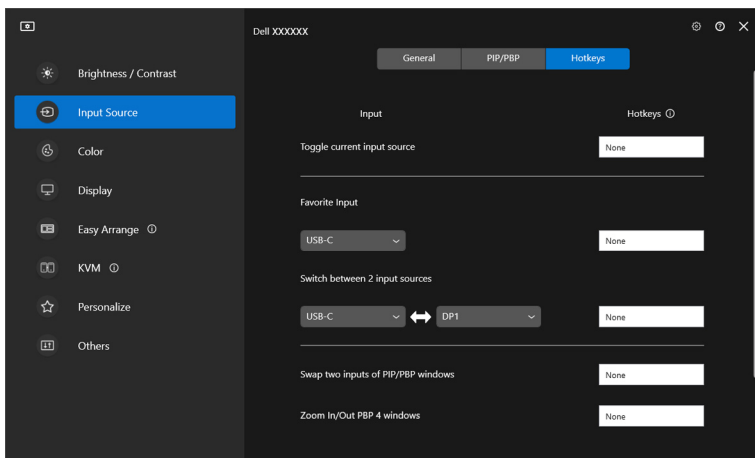 Dell XXXXXX
Brightness / Contrast
Input Source
Color
Display
Easy Arrange
KVM
Personalize
Others
General PIP/PBP Hotkeys
Input Hotkeys
Toggle current input source None
Favorite Input
USB-C None
Switch between 2 input sources
USB-C DP1 None
Swap two inputs of PIP/PBP windows None
Zoom In/Out PBP 4 windows None